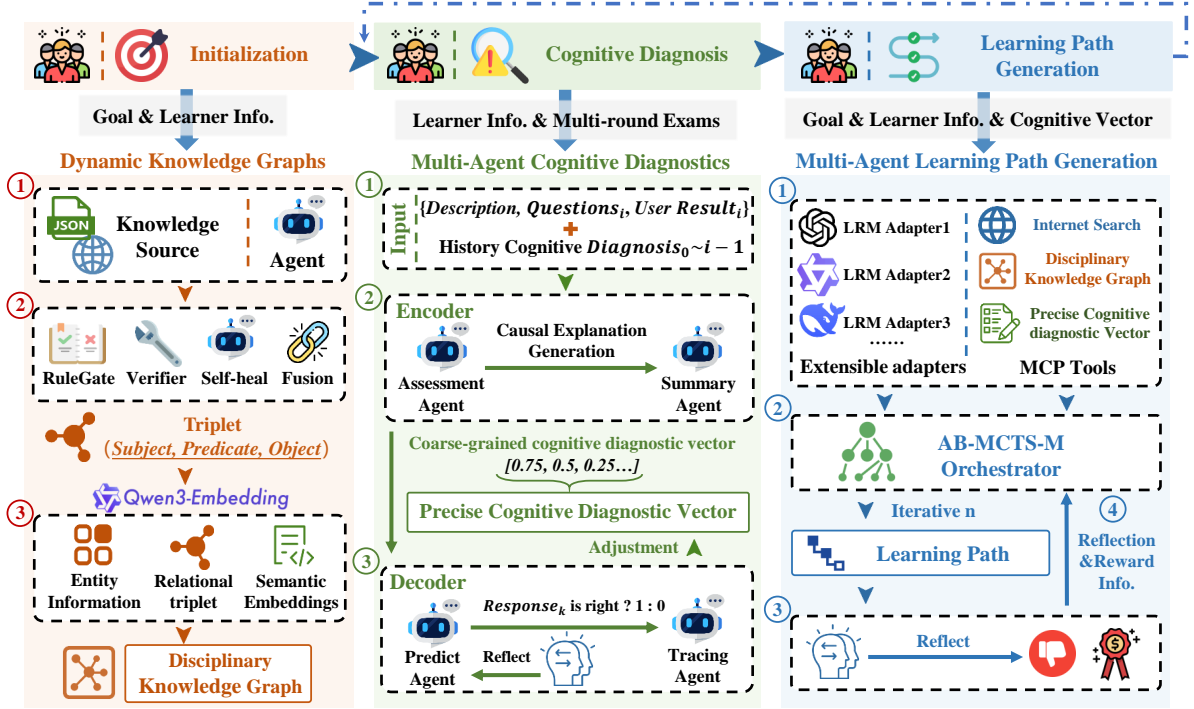 Initialization
Goal & Learner Info.
Dynamic Knowledge Graphs
1
JSON
Knowledge
Source
Agent
2
RuleGate
Verifier
Self-heal
Fusion
Triplet
(Subject, Predicate, Object)
Qwen3-Embedding
3
Entity
Information
Relational
triplet
Semantic
Embeddings
Disciplinary
Knowledge Graph
Cognitive Diagnosis
Learner Info. & Multi-round Exams
Multi-Agent Cognitive Diagnostics
1
Input
{Description, Questions_i, User Result_i}
+
History Cognitive Diagnosis_0~i − 1
2
Encoder
Causal Explanation
Generation
Assessment
Agent
Summary
Agent
Coarse-grained cognitive diagnostic vector
[0.75, 0.5, 0.25...]
Precise Cognitive Diagnostic Vector
Adjustment
3
Decoder
Response_k is right ? 1 : 0
Predict
Agent
Reflect
Tracing
Agent
Learning Path
Generation
Goal & Learner Info. & Cognitive Vector
Multi-Agent Learning Path Generation
1
LRM Adapter1
LRM Adapter2
LRM Adapter3
......
Extensible adapters
Internet Search
Disciplinary
Knowledge Graph
Precise Cognitive
diagnostic Vector
MCP Tools
2
AB-MCTS-M
Orchestrator
Iterative n
Learning Path
4
Reflection
&Reward
Info.
3
Reflect